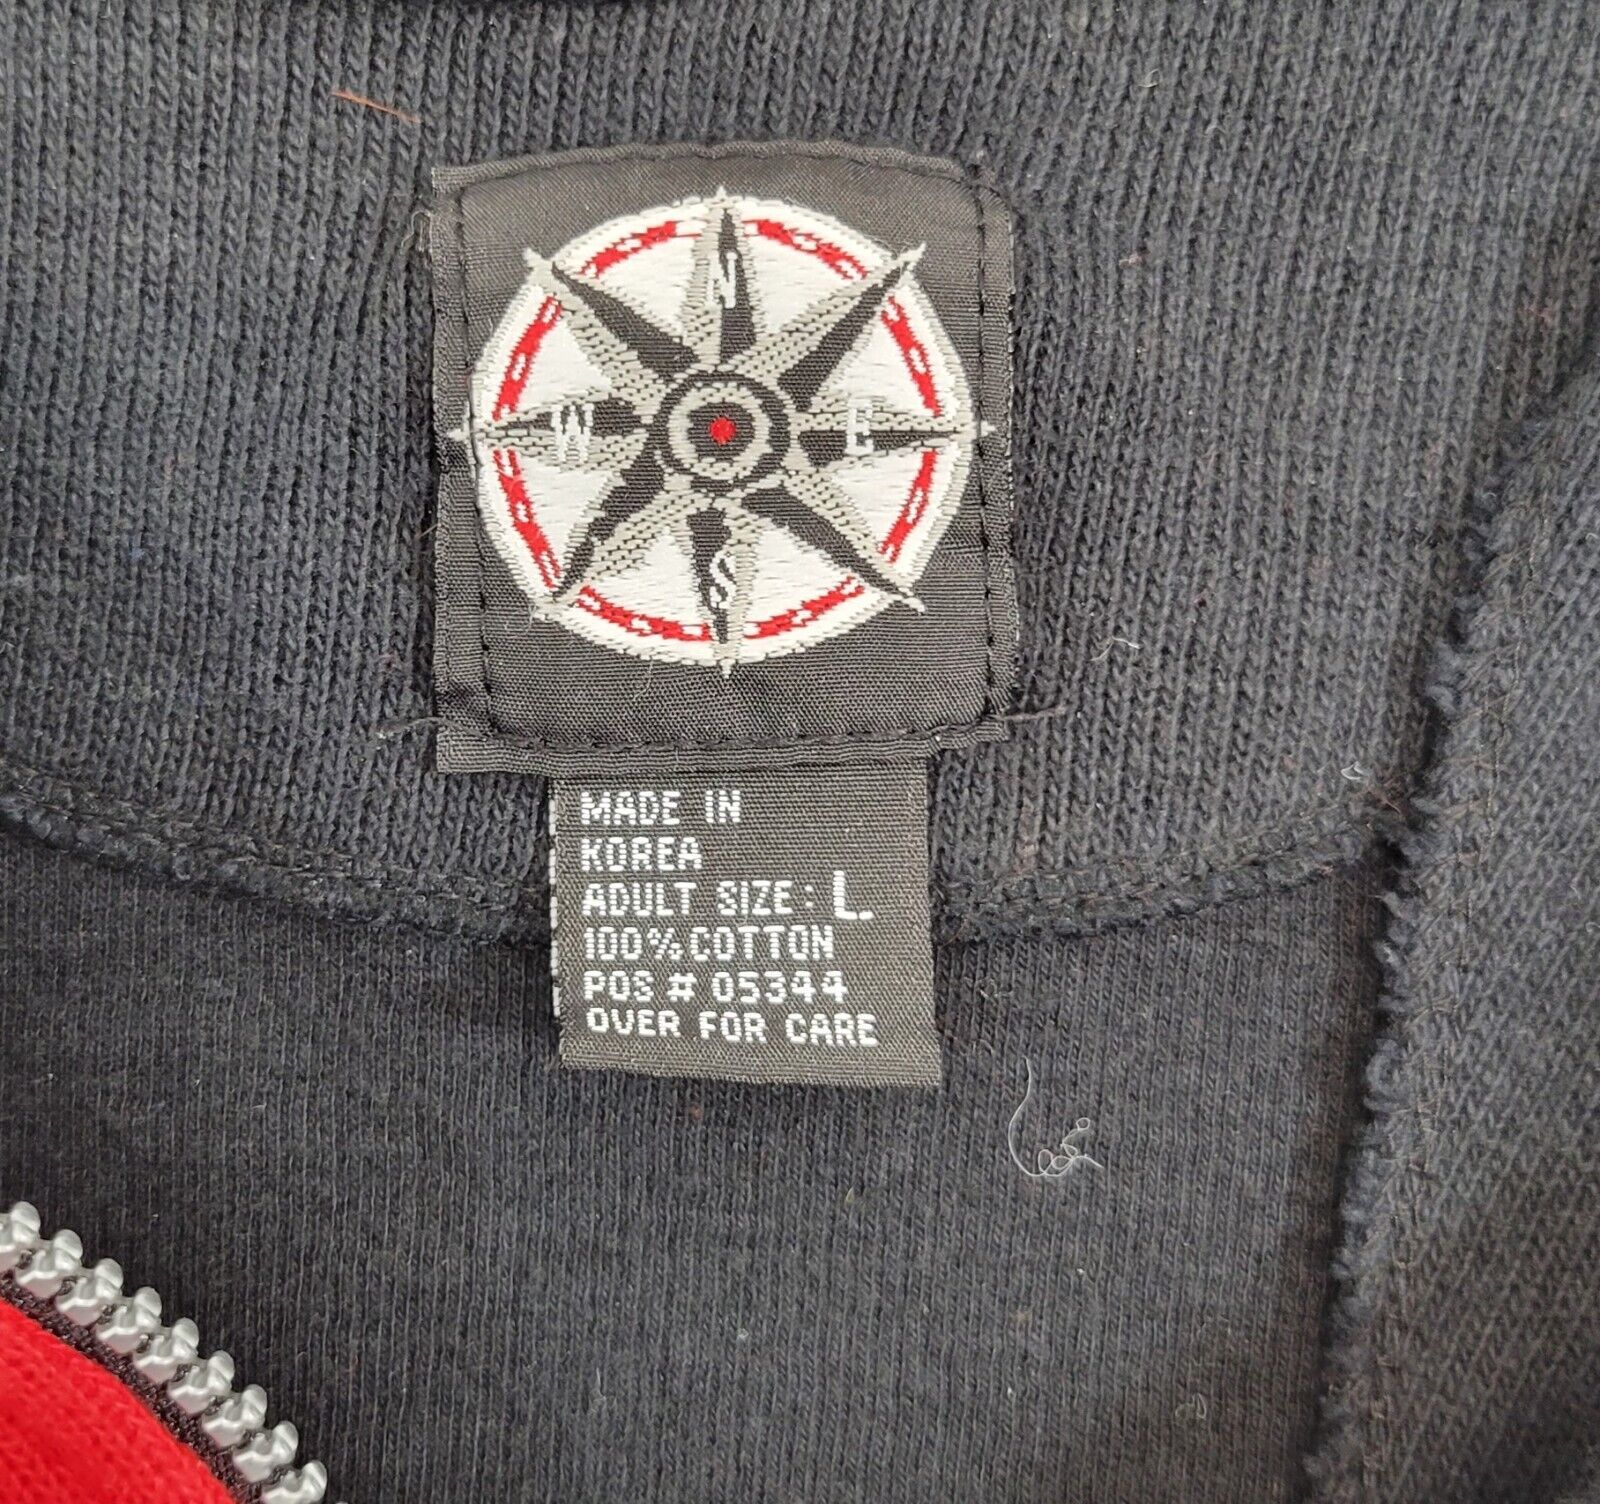 N
W E
S
MADE IN
KOREA
ADULT SIZE: L
100% COTTON
POS # 05344
OVER FOR CARE